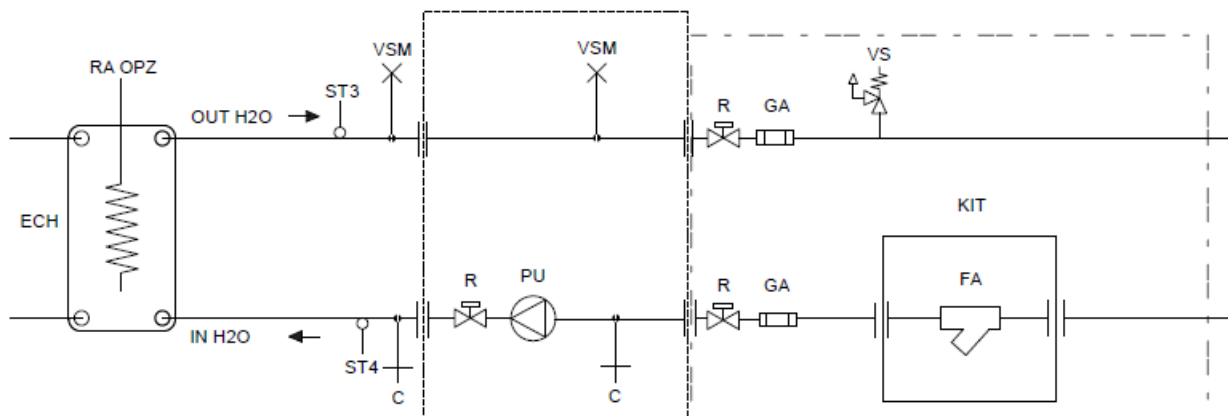 VSM
VSM
VS
RA OPZ
ST3
OUT H2O
R
GA
ECH
KIT
R
PU
R
GA
FA
IN H2O
ST4
C
C